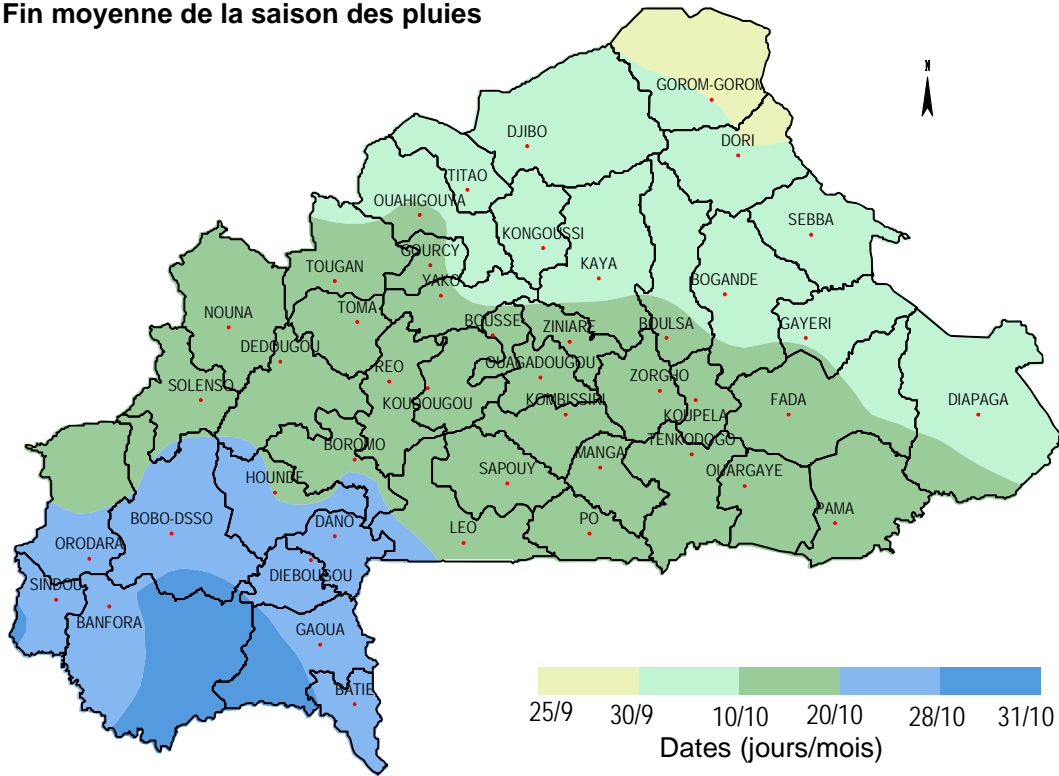 Fin moyenne de la saison des pluies
N
GOROM-GOROM
DJIBO
DORI
TITAO
OUAHIGOUYA
SEBBA
KONGOUSSI
GOURCY
KAYA
TOUGAN
YAKO
BOGANDE
NOUNA
TOMA
BOUSSE
ZINIARE
BOULSA
GAYERI
DEDOUGOU
OUAGADOUGOU
REO
ZORGHO
SOLENSO
KOUDOUGOU
KOMBISSIRI
KOUPELA
FADA
DIAPAGA
TENKODOGO
BOROMO
MANGA
SAPOUY
OUARGAYE
HOUNDE
PAMA
BOBO-DSSO
DANO
LEO
PO
ORODARA
DIEBOUGOU
SINDOU
BANFORA
GAOUA
BATIE
25/9 30/9 10/10 20/10 28/10 31/10
Dates (jours/mois)